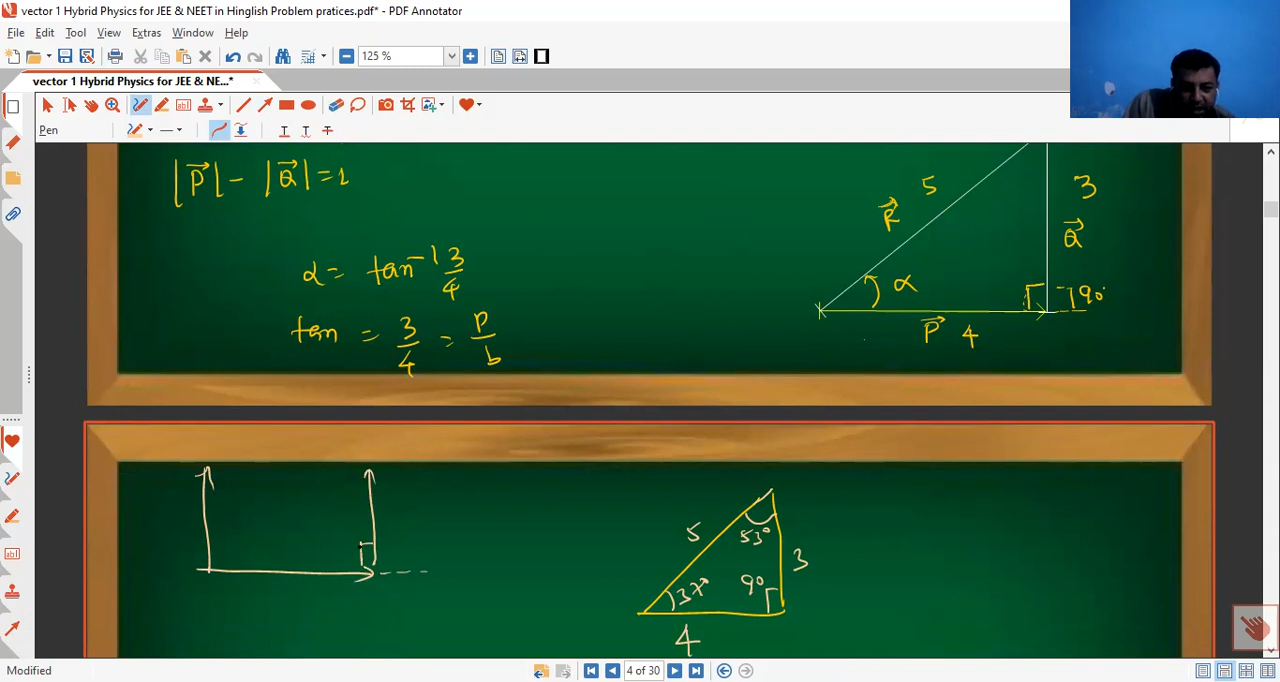 vector 1 Hybrid Physics for JEE & NEET in Hinglish Problem pratices.pdf* - PDF Annotator
File Edit Tool View Extras Window Help
125 %
vector 1 Hybrid Physics for JEE & NE...*
Pen
|P⃗| - |Q⃗| = 1
α = tan⁻¹ 3/4
tan = 3/4 = P/b
5
R⃗
3
Q⃗
α
90°
P⃗ 4
5
53°
3
37°
90
4
Modified
4 of 30